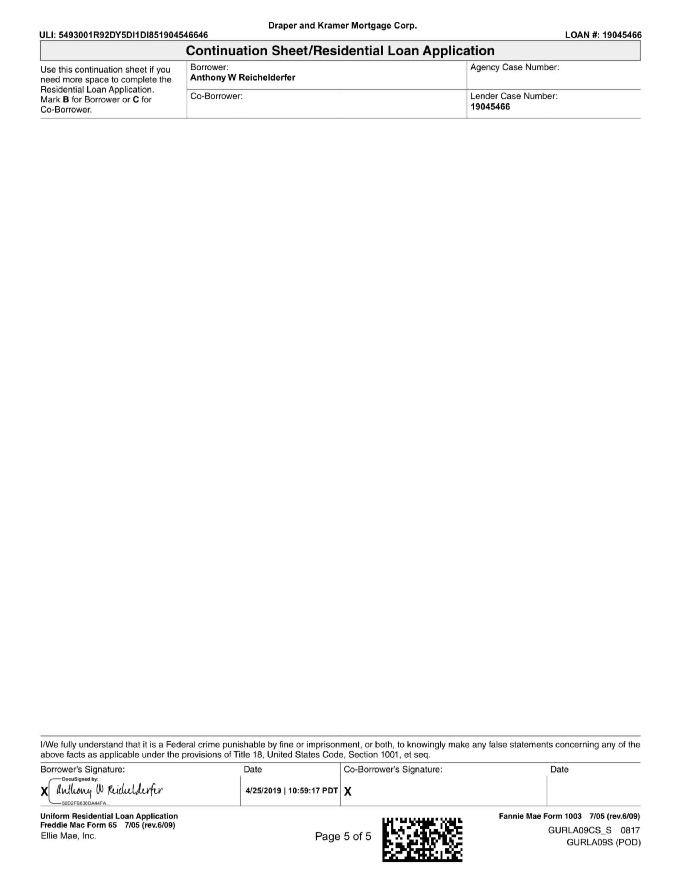 Draper and Kramer Mortgage Corp.
ULI: 5493001R92DY5DI1DI851904546646
LOAN #: 19045466
Continuation Sheet/Residential Loan Application
Use this continuation sheet if you
need more space to complete the
Residential Loan Application.
Mark B for Borrower or C for
Co-Borrower.
Borrower:
Anthony W Reichelderfer
Agency Case Number:
Co-Borrower:
Lender Case Number:
19045466
I/We fully understand that it is a Federal crime punishable by fine or imprisonment, or both, to knowingly make any false statements concerning any of the
above facts as applicable under the provisions of Title 18, United States Code, Section 1001, et seq.
Borrower's Signature:
Date
Co-Borrower's Signature:
Date
DocuSigned by:
X Anthony W Reichelderfer
4/25/2019 | 10:59:17 PDT
X
Uniform Residential Loan Application
Freddie Mac Form 65 7/05 (rev.6/09)
Ellie Mae, Inc.
Page 5 of 5
Fannie Mae Form 1003 7/05 (rev.6/09)
GURLA09CS_S 0817
GURLA09S (POD)